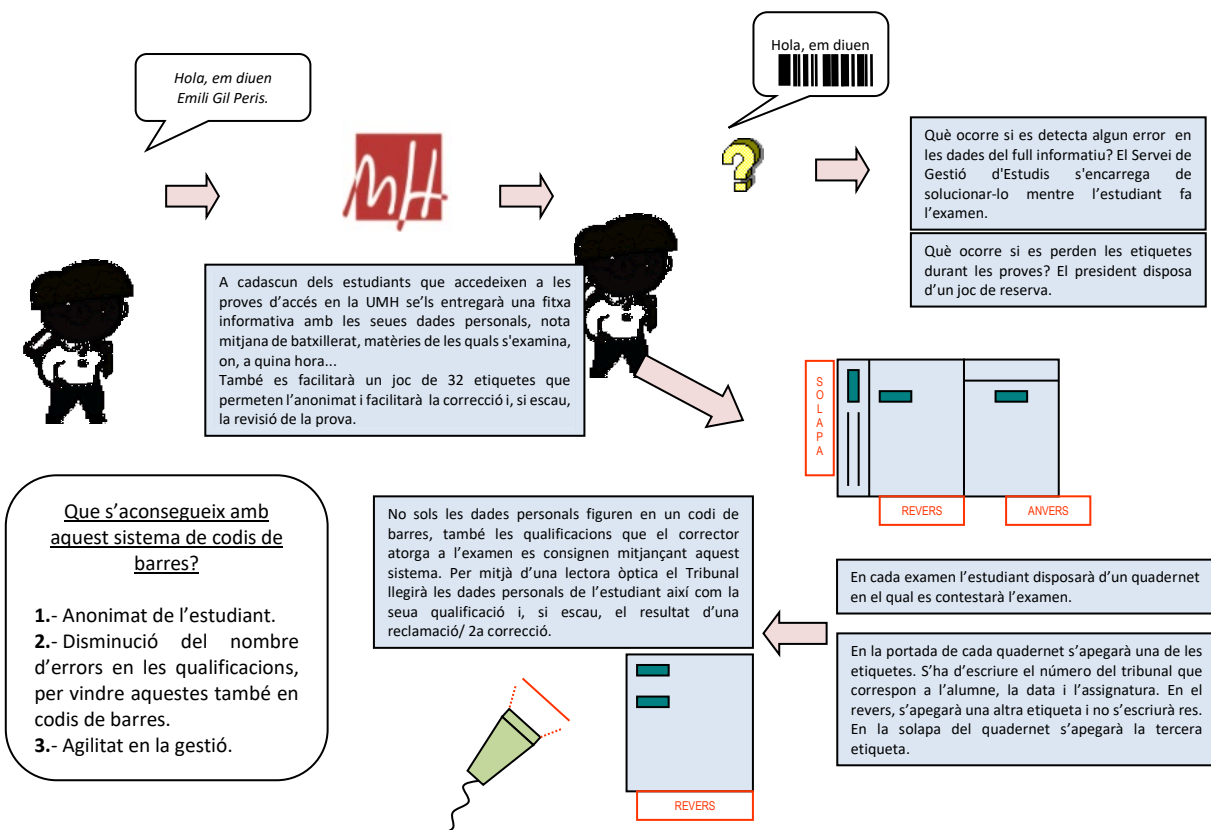 Hola, em diuen
Emili Gil Peris.
Hola, em diuen
Què ocorre si es detecta algun error en
les dades del full informatiu? El Servei de
Gestió d'Estudis s'encarrega de
solucionar-lo mentre l'estudiant fa
l'examen.
Què ocorre si es perden les etiquetes
durant les proves? El president disposa
d'un joc de reserva.
A cadascun dels estudiants que accedeixen a les
proves d'accés en la UMH se'ls entregarà una fitxa
informativa amb les seues dades personals, nota
mitjana de batxillerat, matèries de les quals s'examina,
on, a quina hora...
També es facilitarà un joc de 32 etiquetes que
permeten l'anonimat i facilitarà la correcció i, si escau,
la revisió de la prova.
SOLAPA
REVERS
ANVERS
Que s'aconsegueix amb
aquest sistema de codis de
barres?
1.- Anonimat de l'estudiant.
2.- Disminució del nombre
d'errors en les qualificacions,
per vindre aquestes també en
codis de barres.
3.- Agilitat en la gestió.
No sols les dades personals figuren en un codi de
barres, també les qualificacions que el corrector
atorga a l'examen es consignen mitjançant aquest
sistema. Per mitjà d'una lectora òptica el Tribunal
llegirà les dades personals de l'estudiant així com la
seua qualificació i, si escau, el resultat d'una
reclamació/ 2a correcció.
En cada examen l'estudiant disposarà d'un quadernet
en el qual es contestarà l'examen.
En la portada de cada quadernet s'apegarà una de les
etiquetes. S'ha d'escriure el número del tribunal que
correspon a l'alumne, la data i l'assignatura. En el
revers, s'apegarà una altra etiqueta i no s'escriurà res.
En la solapa del quadernet s'apegarà la tercera
etiqueta.
REVERS